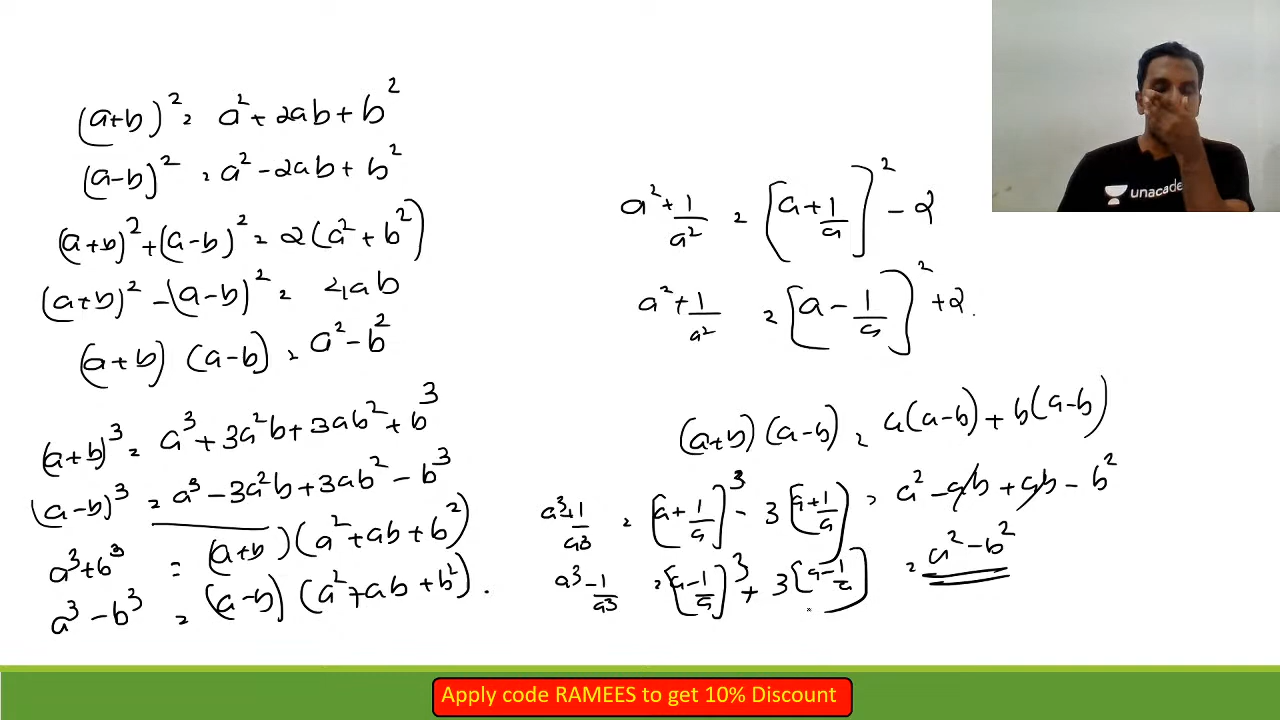 (a+b)² = a² + 2ab + b²
(a-b)² = a² - 2ab + b²
(a+b)² + (a-b)² = 2(a² + b²)
(a+b)² - (a-b)² = 4ab
(a+b) (a-b) = a² - b²
(a+b)³ = a³ + 3a²b + 3ab² + b³
(a-b)³ = a³ - 3a²b + 3ab² - b³
a³+b³ = (a+b)(a² + ab + b²)
a³ - b³ = (a-b) (a² + ab + b²).
a² + 1/a² = [a + 1/a]² - 2
a² + 1/a² = [a - 1/a]² + 2.
(a+b) (a-b) = a(a-b) + b(a-b)
= a² - ab + ab - b²
= a² - b²
a³ + 1/a³ = [a + 1/a]³ - 3[a + 1/a]
a³ - 1/a³ = [a - 1/a]³ + 3[a - 1/a]
unacade
Apply code RAMEES to get 10% Discount